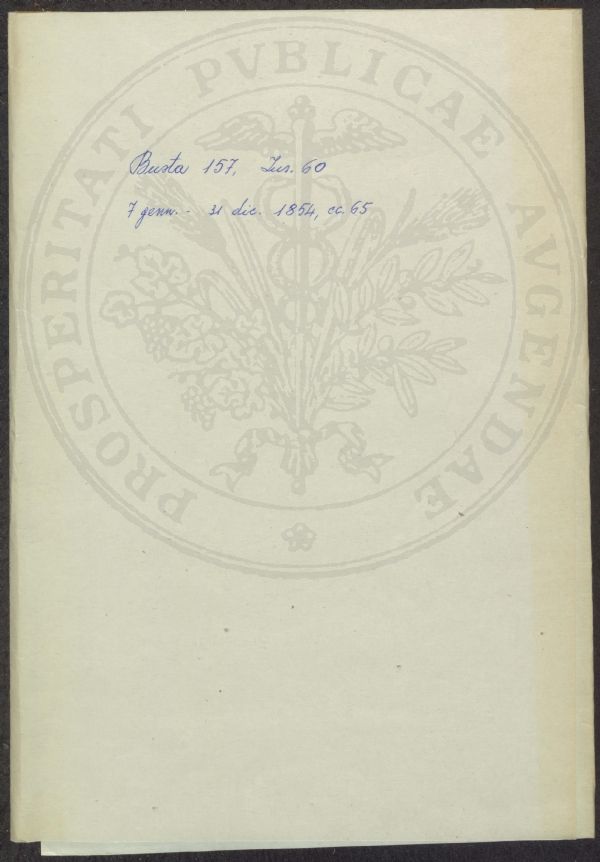 Busta 157, Ins. 60
7 genn. - 31 dic. 1854, cc. 65
PROSPERITATI PVBLICAE AVGENDAE